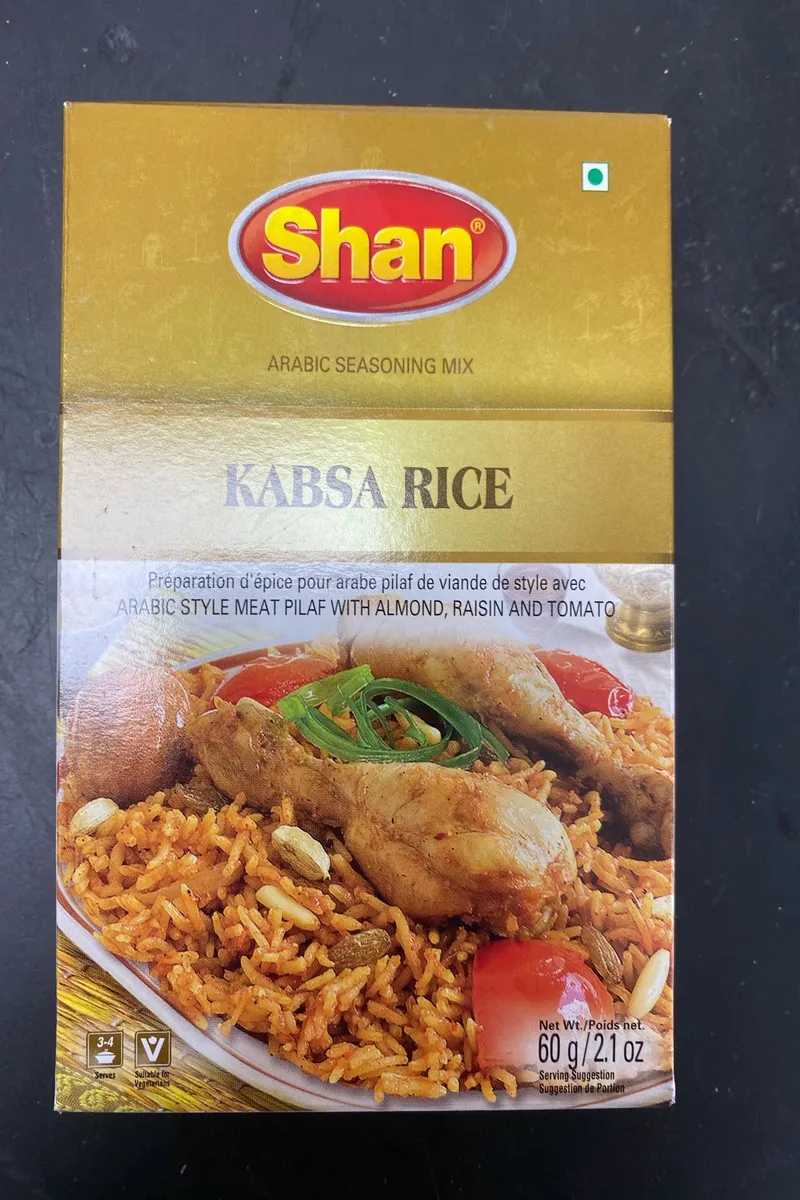 Shan®
ARABIC SEASONING MIX
KABSA RICE
Préparation d'épice pour arabe pilaf de viande de style avec
ARABIC STYLE MEAT PILAF WITH ALMOND, RAISIN AND TOMATO
3-4
Serves
V
Suitable for
Vegetarians
Net Wt./Poids net.
60 g/2.1 oz
Serving Suggestion
Suggestion de Portion